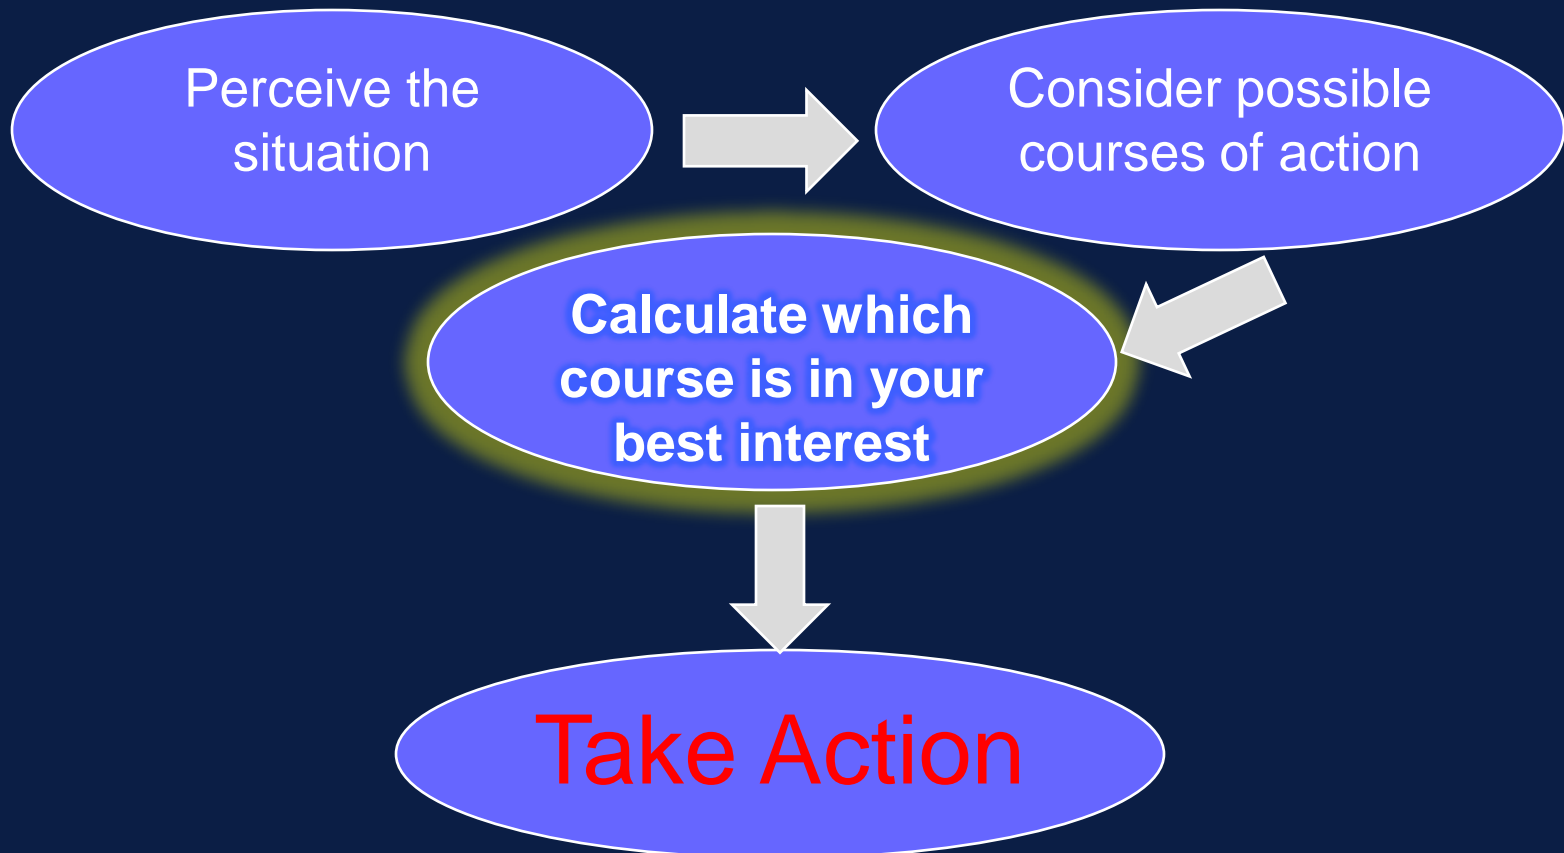 Perceive the
situation
Consider possible
courses of action
Calculate which
course is in your
best interest
Take Action